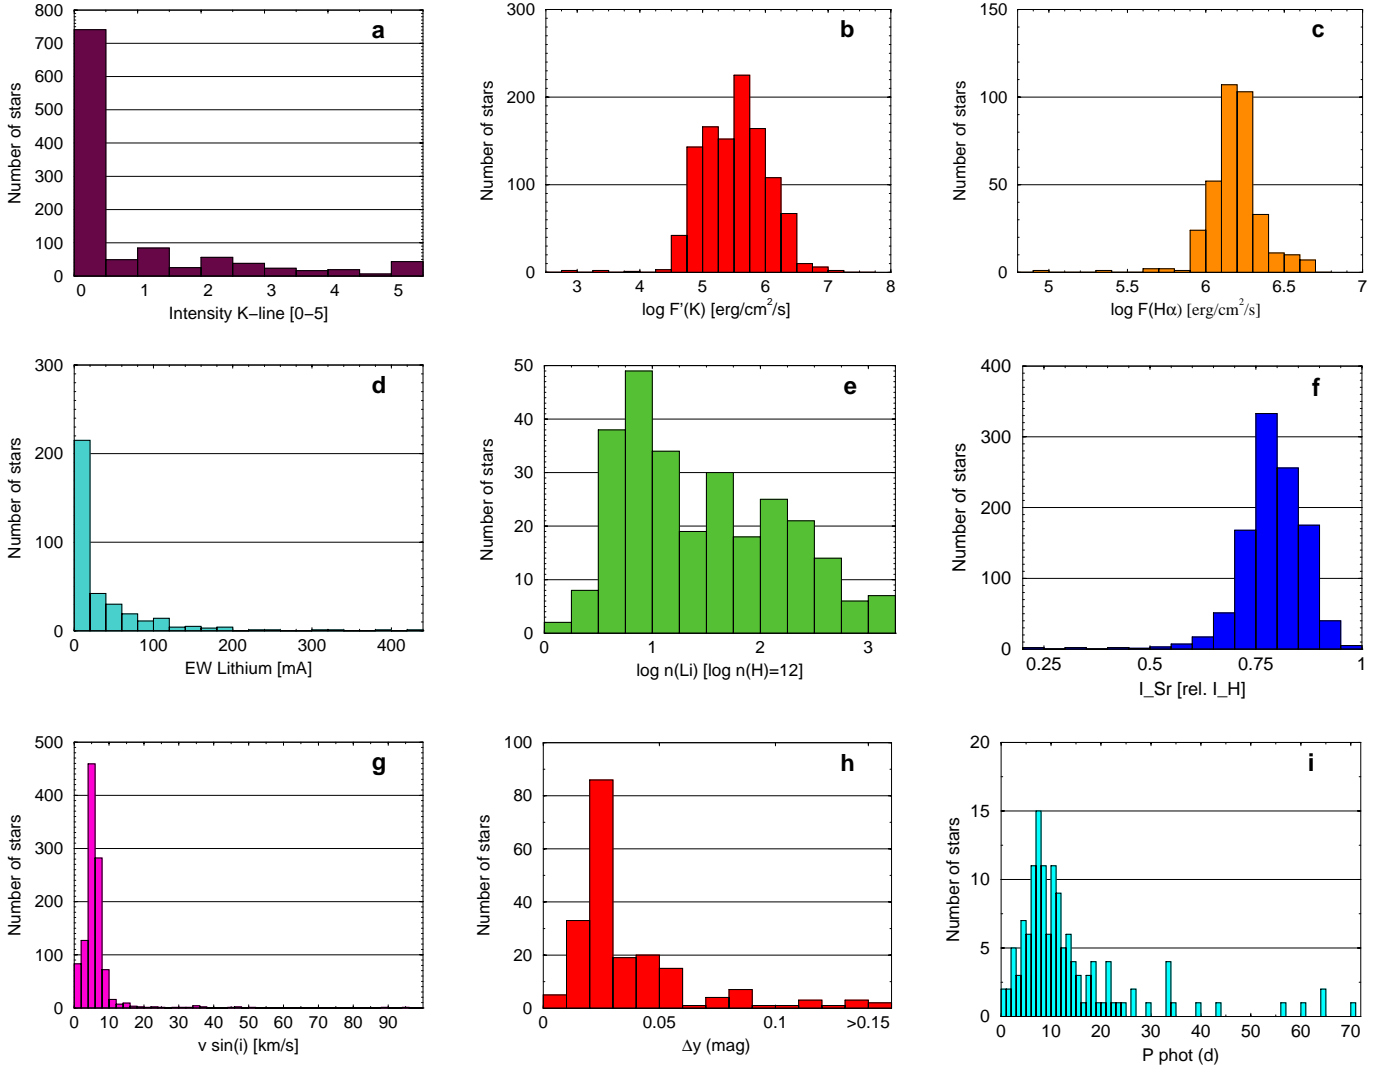 a
800
700
600
500
400
300
200
100
0
Number of stars
0 1 2 3 4 5
Intensity K−line [0−5]
b
300
200
100
0
Number of stars
3 4 5 6 7 8
log F'(K) [erg/cm²/s]
c
150
100
50
0
Number of stars
5 5.5 6 6.5 7
log F(Hα) [erg/cm²/s]
d
300
200
100
0
Number of stars
0 100 200 300 400
EW Lithium [mA]
e
50
40
30
20
10
0
Number of stars
0 1 2 3
log n(Li) [log n(H)=12]
f
400
300
200
100
0
Number of stars
0.25 0.5 0.75 1
I_Sr [rel. I_H]
g
500
400
300
200
100
0
Number of stars
0 10 20 30 40 50 60 70 80 90
v sin(i) [km/s]
h
100
80
60
40
20
0
Number of stars
0 0.05 0.1 >0.15
Δy (mag)
i
20
15
10
5
0
Number of stars
0 10 20 30 40 50 60 70
P phot (d)